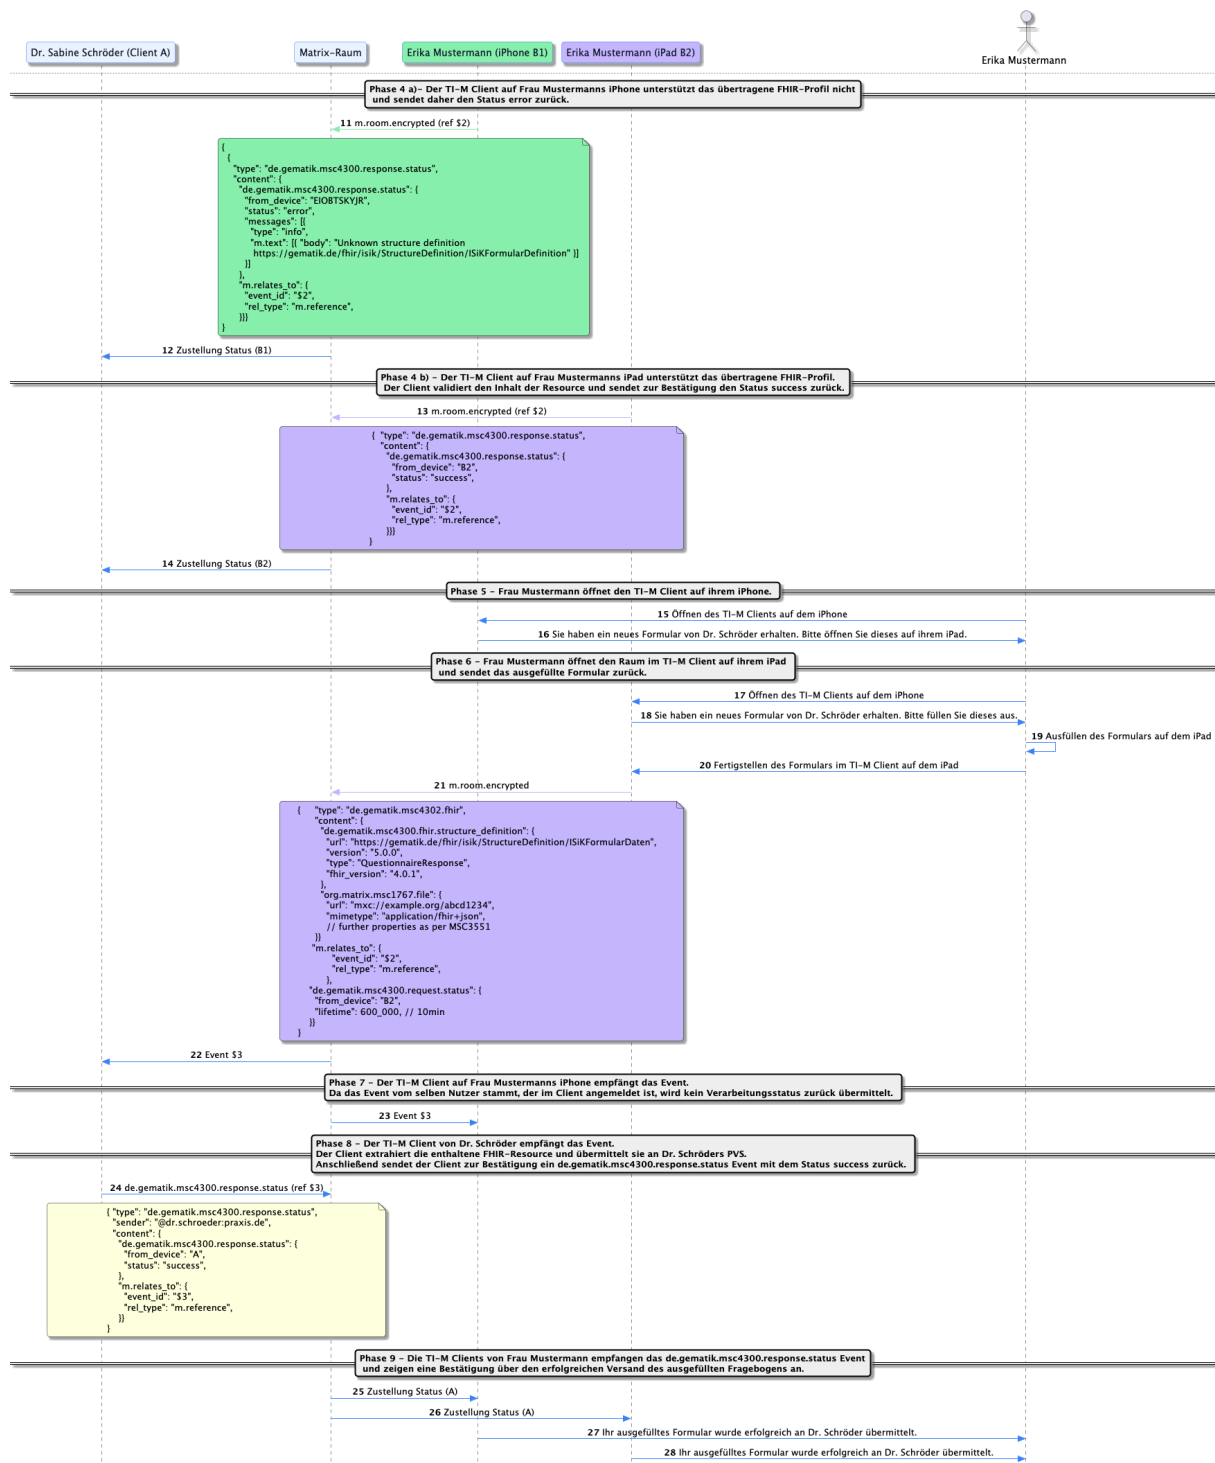 Erika Mustermann
Dr. Sabine Schröder (Client A)
Matrix-Raum
Erika Mustermann (iPhone B1)
Erika Mustermann (iPad B2)
Phase 4 a)- Der TI-M Client auf Frau Mustermanns iPhone unterstützt das übertragene FHIR-Profil nicht
und sendet daher den Status error zurück.
11 m.room.encrypted (ref $2)
{
{
"type": "de.gematik.msc4300.response.status",
"content": {
"de.gematik.msc4300.response.status": {
"from_device": "EIOBTSKYJR",
"status": "error",
"messages": [{
"type": "info",
"m.text": [{ "body": "Unknown structure definition
https://gematik.de/fhir/isik/StructureDefinition/ISiKFormularDefinition" }]
}]
},
"m.relates_to": {
"event_id": "$2",
"rel_type": "m.reference",
}}}
}
12 Zustellung Status (B1)
Phase 4 b) - Der TI-M Client auf Frau Mustermanns iPad unterstützt das übertragene FHIR-Profil.
Der Client validiert den Inhalt der Resource und sendet zur Bestätigung den Status success zurück.
13 m.room.encrypted (ref $2)
{ "type": "de.gematik.msc4300.response.status",
"content": {
"de.gematik.msc4300.response.status": {
"from_device": "B2",
"status": "success",
},
"m.relates_to": {
"event_id": "$2",
"rel_type": "m.reference",
}}}
}
14 Zustellung Status (B2)
Phase 5 - Frau Mustermann öffnet den TI-M Client auf ihrem iPhone.
15 Öffnen des TI-M Clients auf dem iPhone
16 Sie haben ein neues Formular von Dr. Schröder erhalten. Bitte öffnen Sie dieses auf ihrem iPad.
Phase 6 - Frau Mustermann öffnet den Raum im TI-M Client auf ihrem iPad
und sendet das ausgefüllte Formular zurück.
17 Öffnen des TI-M Clients auf dem iPhone
18 Sie haben ein neues Formular von Dr. Schröder erhalten. Bitte füllen Sie dieses aus.
19 Ausfüllen des Formulars auf dem iPad
20 Fertigstellen des Formulars im TI-M Client auf dem iPad
21 m.room.encrypted
{ "type": "de.gematik.msc4302.fhir",
"content": {
"de.gematik.msc4300.fhir.structure_definition": {
"url": "https://gematik.de/fhir/isik/StructureDefinition/ISiKFormularDaten",
"version": "5.0.0",
"type": "QuestionnaireResponse",
"fhir_version": "4.0.1",
},
"org.matrix.msc1767.file": {
"url": "mxc://example.org/abcd1234",
"mimetype": "application/fhir+json",
// further properties as per MSC3551
}}
"m.relates_to": {
"event_id": "$2",
"rel_type": "m.reference",
},
"de.gematik.msc4300.request.status": {
"from_device": "B2",
"lifetime": 600_000, // 10min
}}
}
22 Event $3
Phase 7 - Der TI-M Client auf Frau Mustermanns iPhone empfängt das Event.
Da das Event vom selben Nutzer stammt, der im Client angemeldet ist, wird kein Verarbeitungsstatus zurück übermittelt.
23 Event $3
Phase 8 - Der TI-M Client von Dr. Schröder empfängt das Event.
Der Client extrahiert die enthaltene FHIR-Resource und übermittelt sie an Dr. Schröders PVS.
Anschließend sendet der Client zur Bestätigung ein de.gematik.msc4300.response.status Event mit dem Status success zurück.
24 de.gematik.msc4300.response.status (ref $3)
{ "type": "de.gematik.msc4300.response.status",
"sender": "@dr.schroeder:praxis.de",
"content": {
"de.gematik.msc4300.response.status": {
"from_device": "A",
"status": "success",
},
"m.relates_to": {
"event_id": "$3",
"rel_type": "m.reference",
}}
}
Phase 9 - Die TI-M Clients von Frau Mustermann empfangen das de.gematik.msc4300.response.status Event
und zeigen eine Bestätigung über den erfolgreichen Versand des ausgefüllten Fragebogens an.
25 Zustellung Status (A)
26 Zustellung Status (A)
27 Ihr ausgefülltes Formular wurde erfolgreich an Dr. Schröder übermittelt.
28 Ihr ausgefülltes Formular wurde erfolgreich an Dr. Schröder übermittelt.